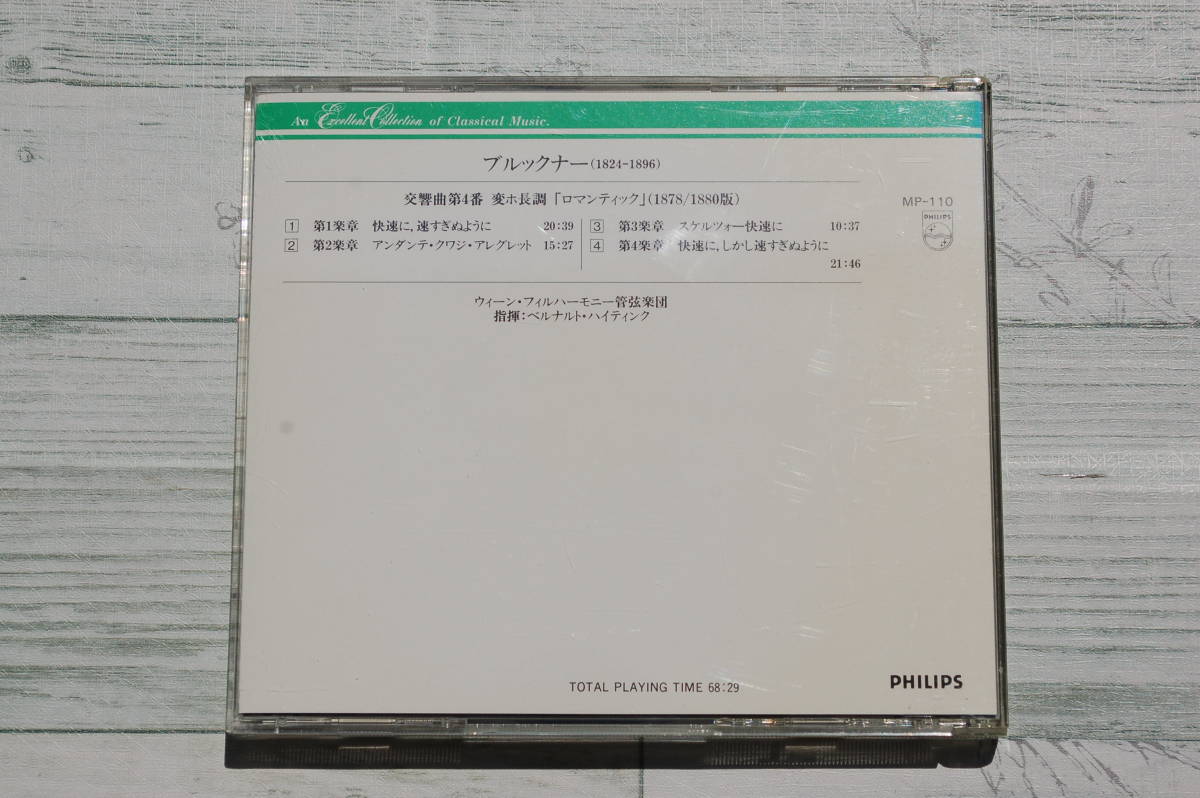 An Excellent Collection of Classical Music.
ブルックナー(1824-1896)
交響曲第4番 変ホ長調「ロマンティック」(1878/1880版)
MP-110
PHILIPS
1 第1楽章 快速に,速すぎぬように 20:39
2 第2楽章 アンダンテ・クワジ・アレグレット 15:27
3 第3楽章 スケルツォー快速に 10:37
4 第4楽章 快速に,しかし速すぎぬように
21:46
ウィーン・フィルハーモニー管弦楽団
指揮:ベルナルト・ハイティンク
TOTAL PLAYING TIME 68:29
PHILIPS